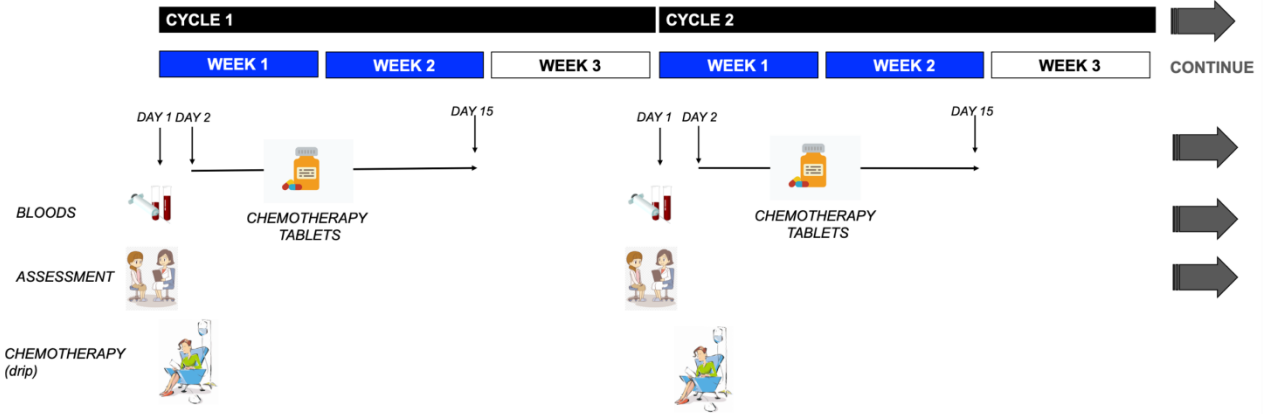 CYCLE 1
CYCLE 2
WEEK 1
WEEK 2
WEEK 3
WEEK 1
WEEK 2
WEEK 3
CONTINUE
DAY 1
DAY 2
DAY 15
DAY 1
DAY 2
DAY 15
BLOODS
CHEMOTHERAPY
TABLETS
CHEMOTHERAPY
TABLETS
ASSESSMENT
CHEMOTHERAPY
(drip)